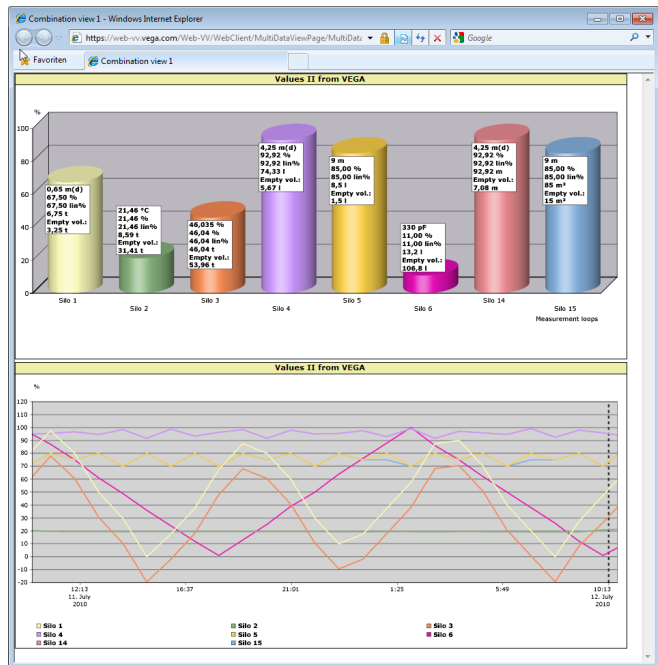 Combination view 1 - Windows Internet Explorer
https://web-vv.vega.com/Web-VV/WebClient/MultiDataViewPage/MultiData
Google
Favoriten
Combination view 1
Values II from VEGA
%
100
80
60
40
20
0
0,65 m(d)
67,50 %
67,50 lin%
6,75 t
Empty vol.:
3,25 t
21,46 °C
21,46 %
21,46 lin%
8,59 t
Empty vol.:
31,41 t
46,035 %
46,04 %
46,04 lin%
46,04 t
Empty vol.:
53,96 t
4,25 m(d)
92,92 %
92,92 lin%
74,33 l
Empty vol.:
5,67 l
9 m
85,00 %
85,00 lin%
8,5 l
Empty vol.:
1,5 l
330 pF
11,00 %
11,00 lin%
13,2 l
Empty vol.:
106,8 l
4,25 m(d)
92,92 %
92,92 lin%
92,92 m
Empty vol.:
7,08 m
9 m
85,00 %
85,00 lin%
85 m³
Empty vol.:
15 m³
Silo 1
Silo 2
Silo 3
Silo 4
Silo 5
Silo 6
Silo 14
Silo 15
Measurement loops
Values II from VEGA
%
120
110
100
90
80
70
60
50
40
30
20
10
0
-10
-20
12:13
11. July
2010
16:37
21:01
1:25
5:49
10:13
12. July
2010
Silo 1
Silo 2
Silo 3
Silo 4
Silo 5
Silo 6
Silo 14
Silo 15